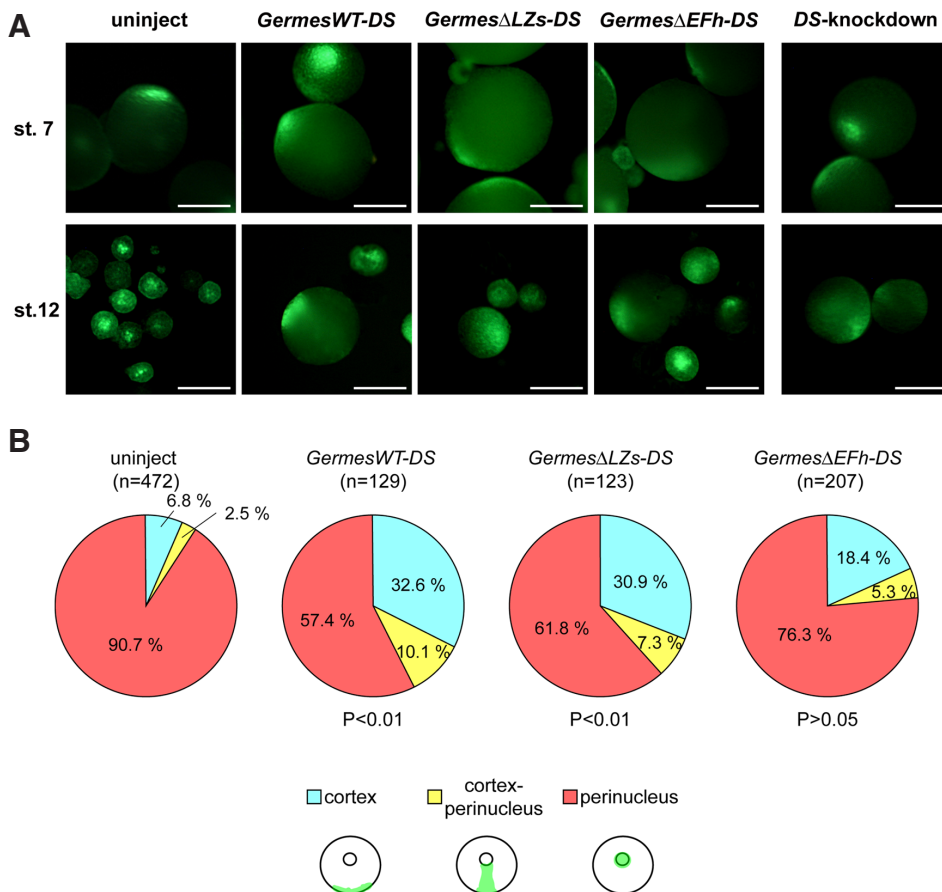 A
uninject GermesWT-DS GermesΔLZs-DS GermesΔEFh-DS DS-knockdown
st. 7
st.12
B
uninject GermesWT-DS GermesΔLZs-DS GermesΔEFh-DS
(n=472) (n=129) (n=123) (n=207)
6.8 %
2.5 %
90.7 %
32.6 %
10.1 %
57.4 %
30.9 %
7.3 %
61.8 %
18.4 %
5.3 %
76.3 %
P<0.01 P<0.01 P>0.05
cortex
cortex-
perinucleus
perinucleus